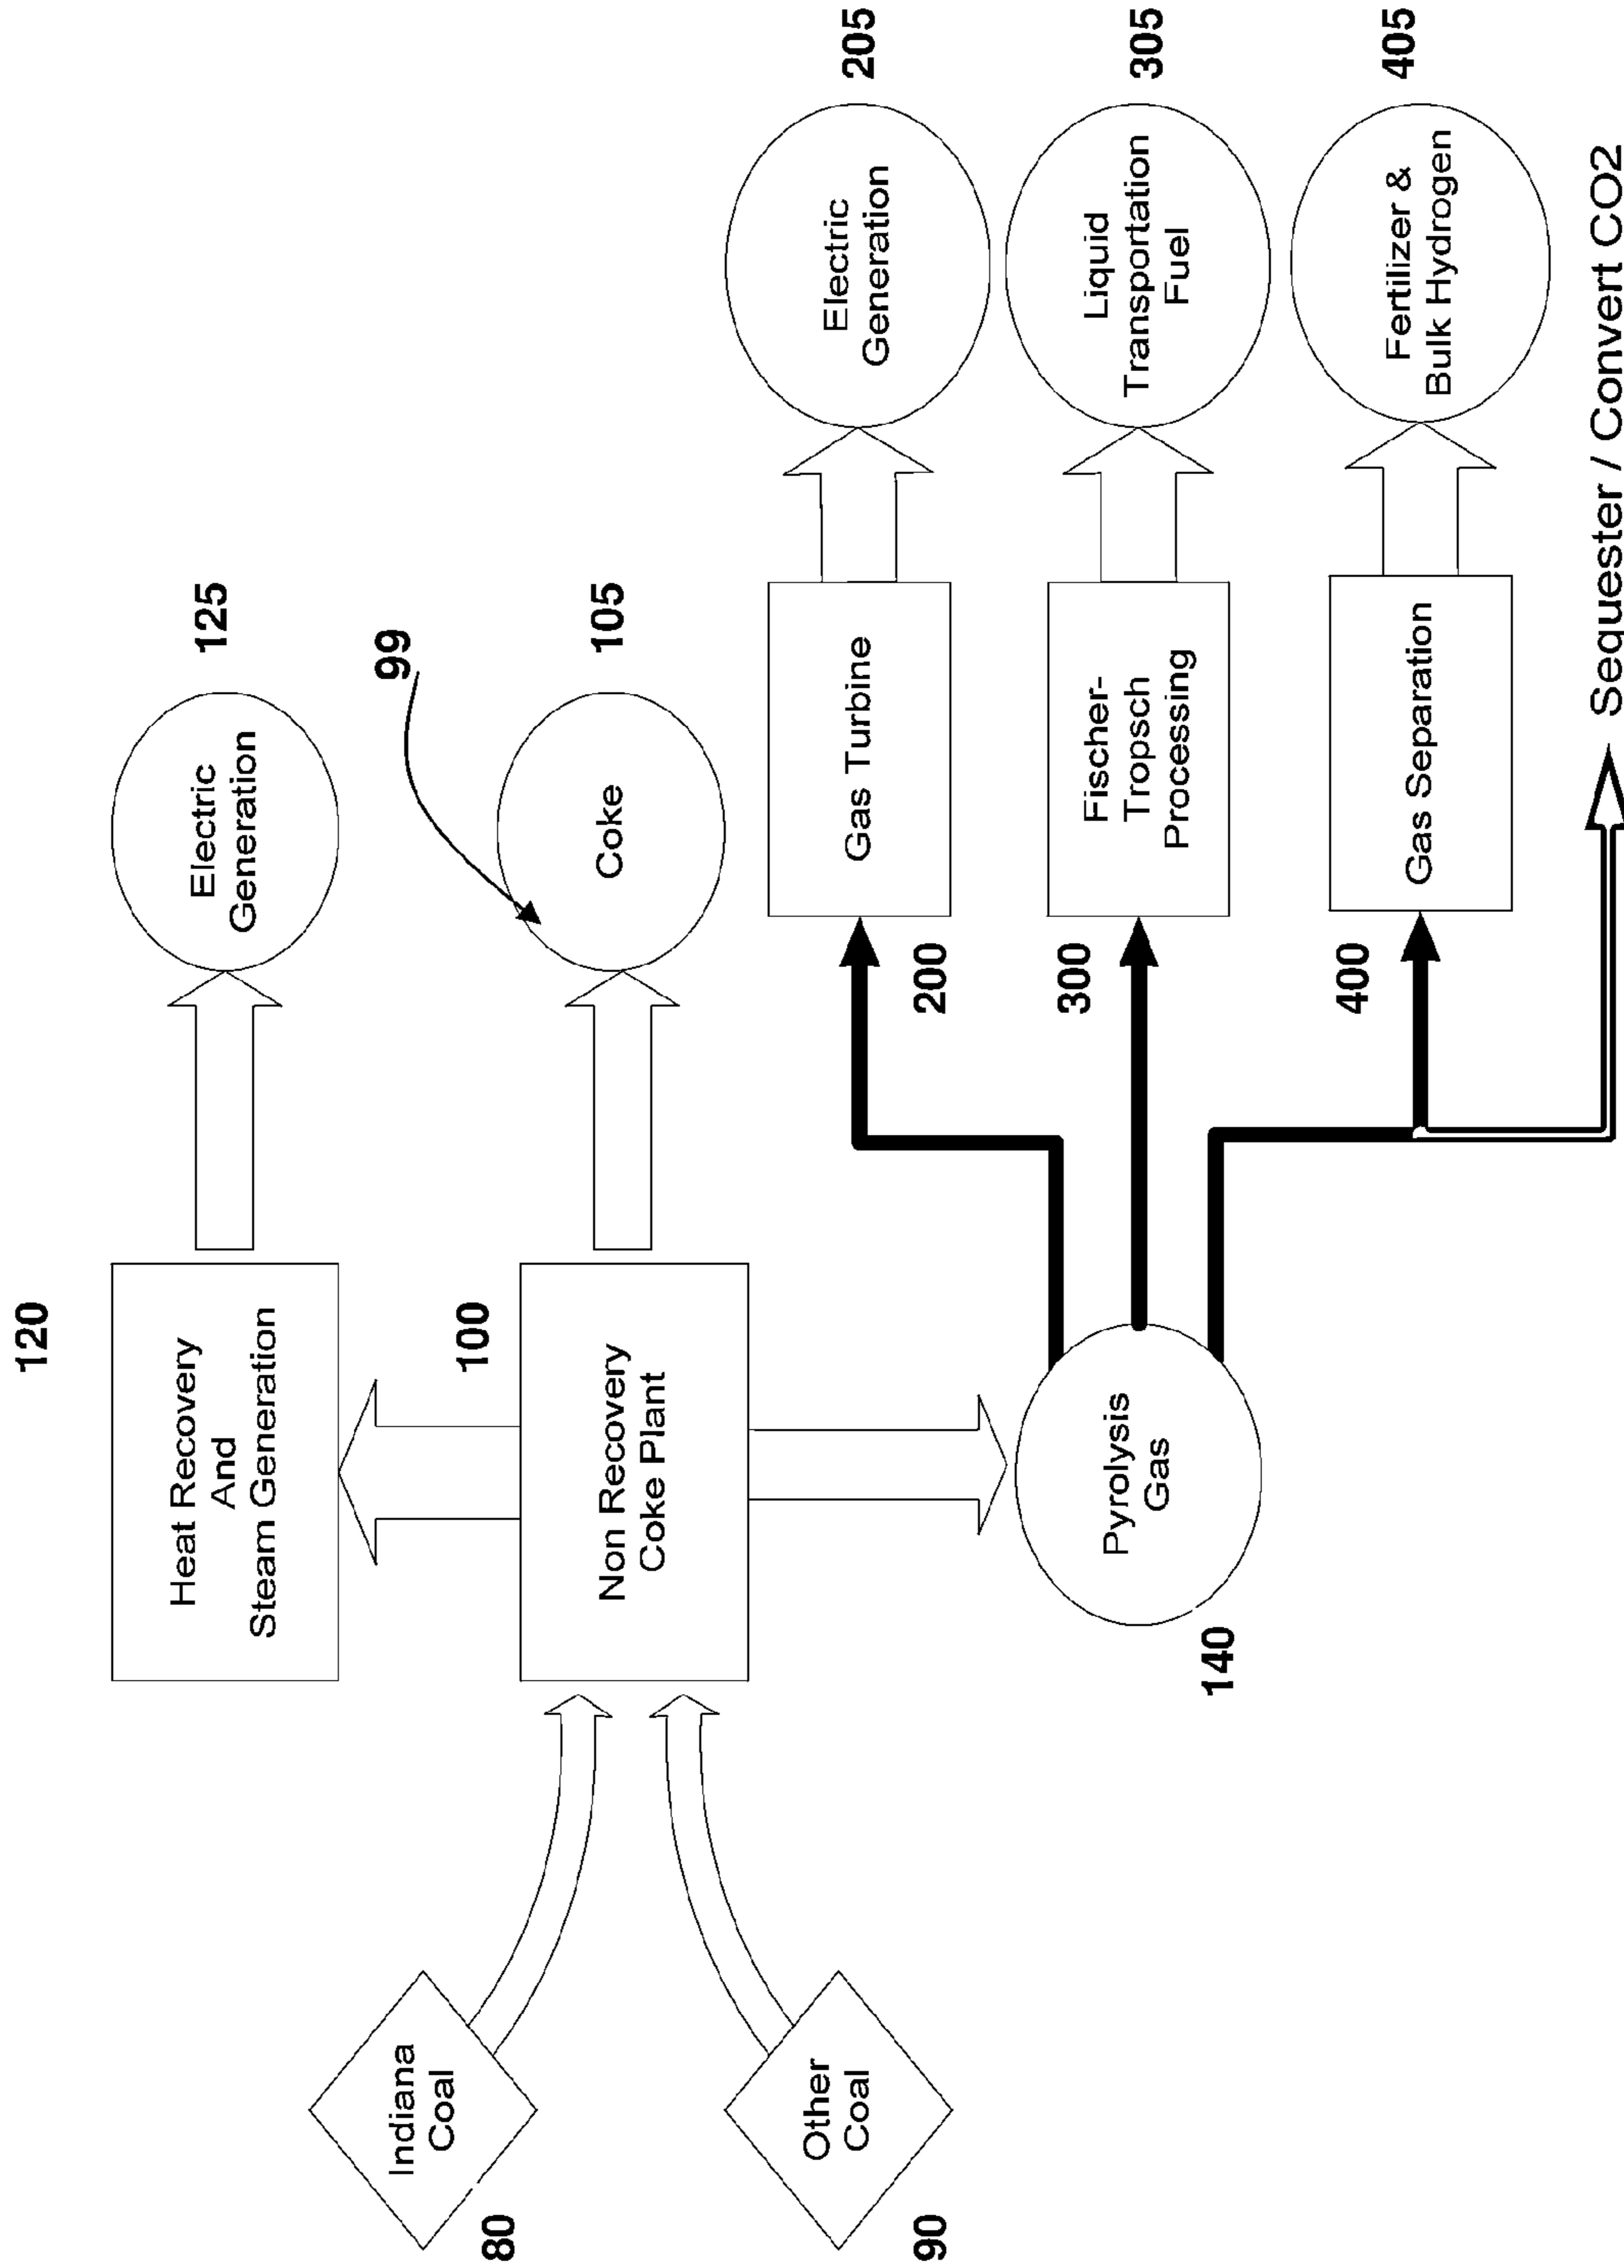 120
Heat Recovery
And
Steam Generation
Electric
Generation
125
99
Indiana
Coal
80
100
Non Recovery
Coke Plant
Coke
105
Other
Coal
90
Electric
Generation
205
Gas Turbine
200
Pyrolysis
Gas
140
300
Fischer-
Tropsch
Processing
Liquid
Transportation
Fuel
305
400
Gas Separation
Fertilizer &
Bulk Hydrogen
405
Sequester / Convert CO2